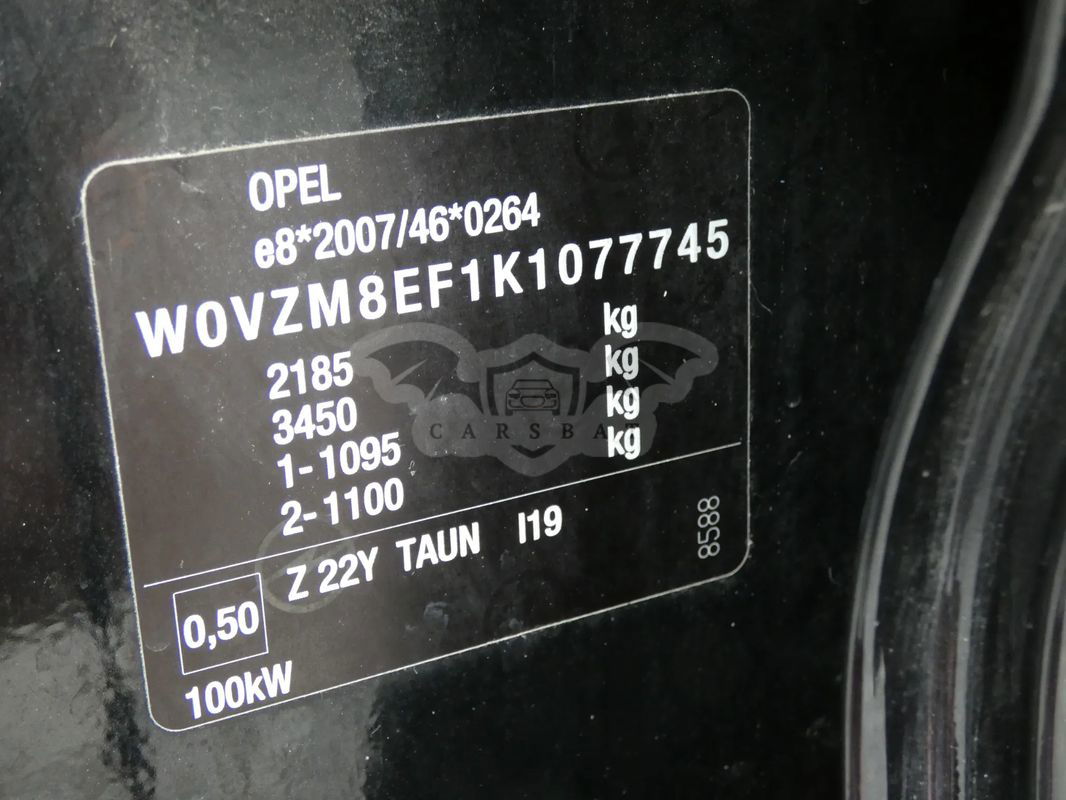 OPEL
e8*2007/46*0264
W0VZM8EF1K1077745
2185 kg
3450 kg
1-1095 kg
2-1100 kg
Z 22Y TAUN I19
8588
0,50
100kW
CARSBAT